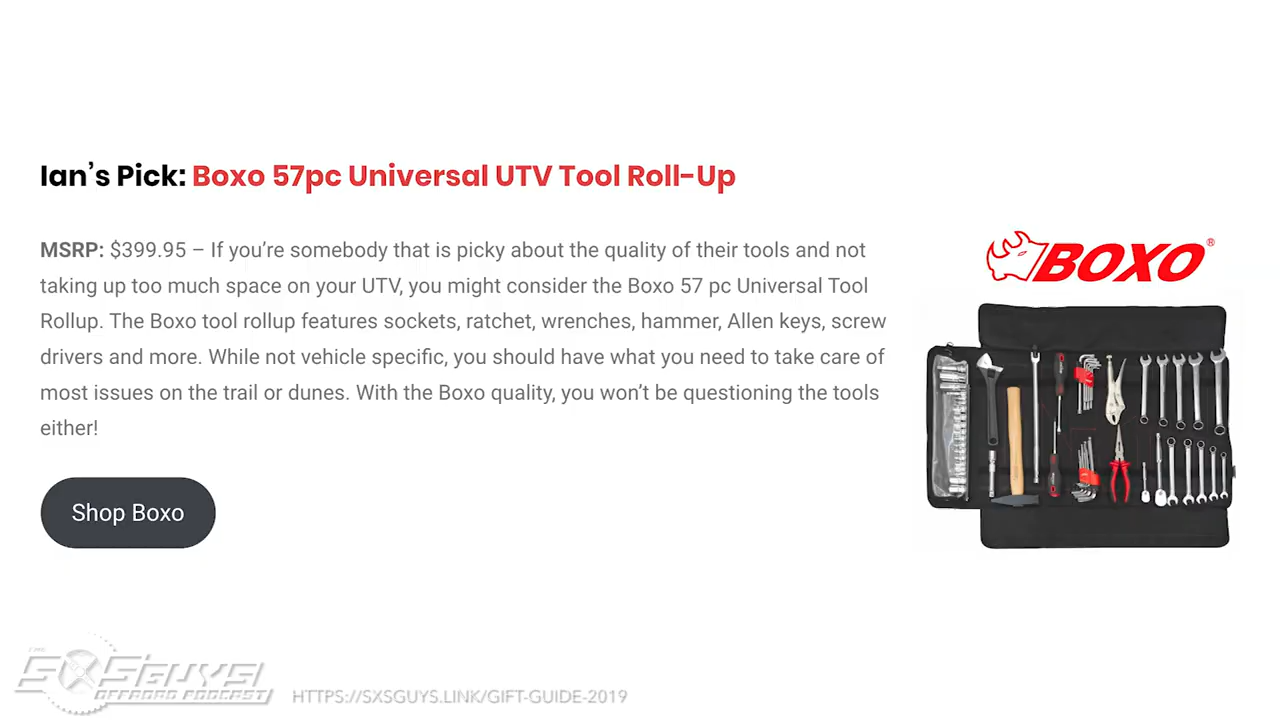 Ian's Pick: Boxo 57pc Universal UTV Tool Roll-Up
MSRP: $399.95 – If you're somebody that is picky about the quality of their tools and not
taking up too much space on your UTV, you might consider the Boxo 57 pc Universal Tool
Rollup. The Boxo tool rollup features sockets, ratchet, wrenches, hammer, Allen keys, screw
drivers and more. While not vehicle specific, you should have what you need to take care of
most issues on the trail or dunes. With the Boxo quality, you won't be questioning the tools
either!
Shop Boxo
BOXO®
THE
SXSGUYS
OFFROAD PODCAST
HTTPS://SXSGUYS.LINK/GIFT-GUIDE-2019